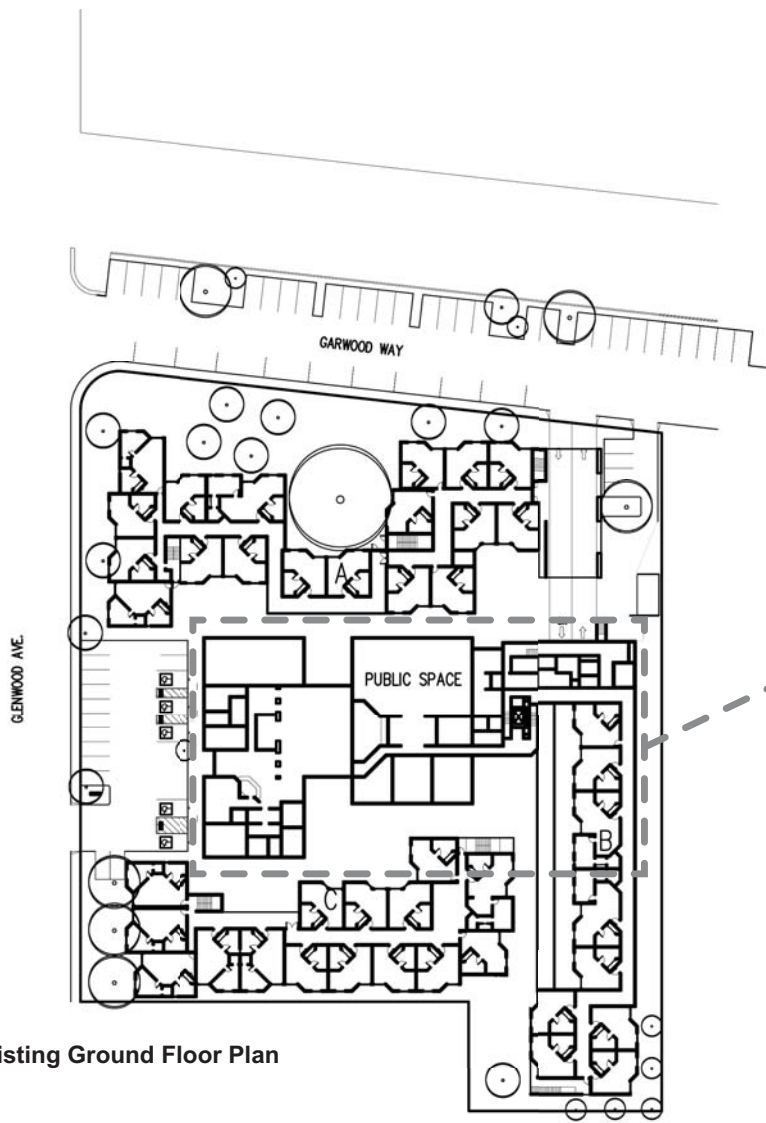 GARWOOD WAY
A
GLENWOOD AVE.
PUBLIC SPACE
B
C
isting Ground Floor Plan